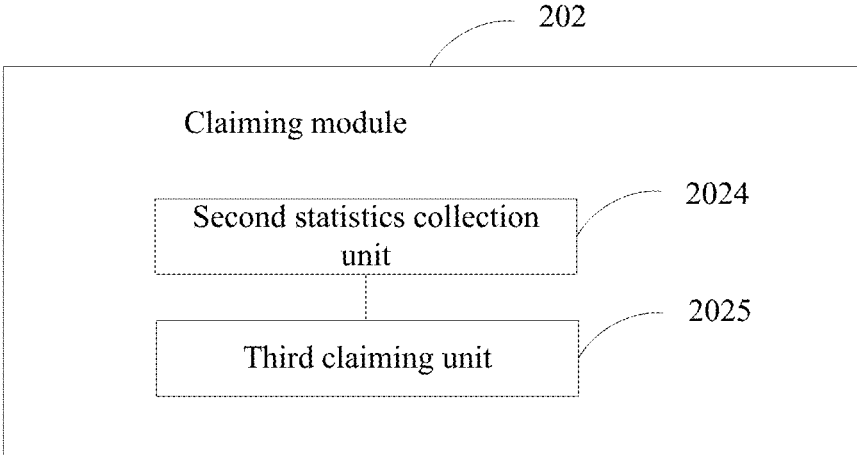 202
Claiming module
2024
Second statistics collection
unit
2025
Third claiming unit